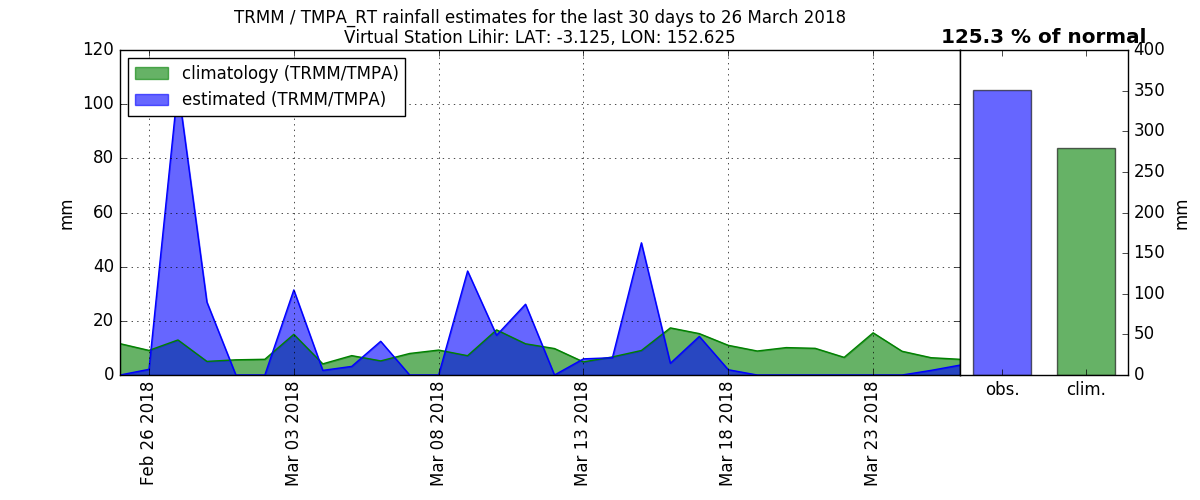 TRMM / TMPA_RT rainfall estimates for the last 30 days to 26 March 2018
Virtual Station Lihir: LAT: -3.125, LON: 152.625
125.3 % of normal
climatology (TRMM/TMPA)
estimated (TRMM/TMPA)
120
100
80
60
40
20
0
mm
Feb 26 2018
Mar 03 2018
Mar 08 2018
Mar 13 2018
Mar 18 2018
Mar 23 2018
400
350
300
250
200
150
100
50
0
mm
obs.
clim.